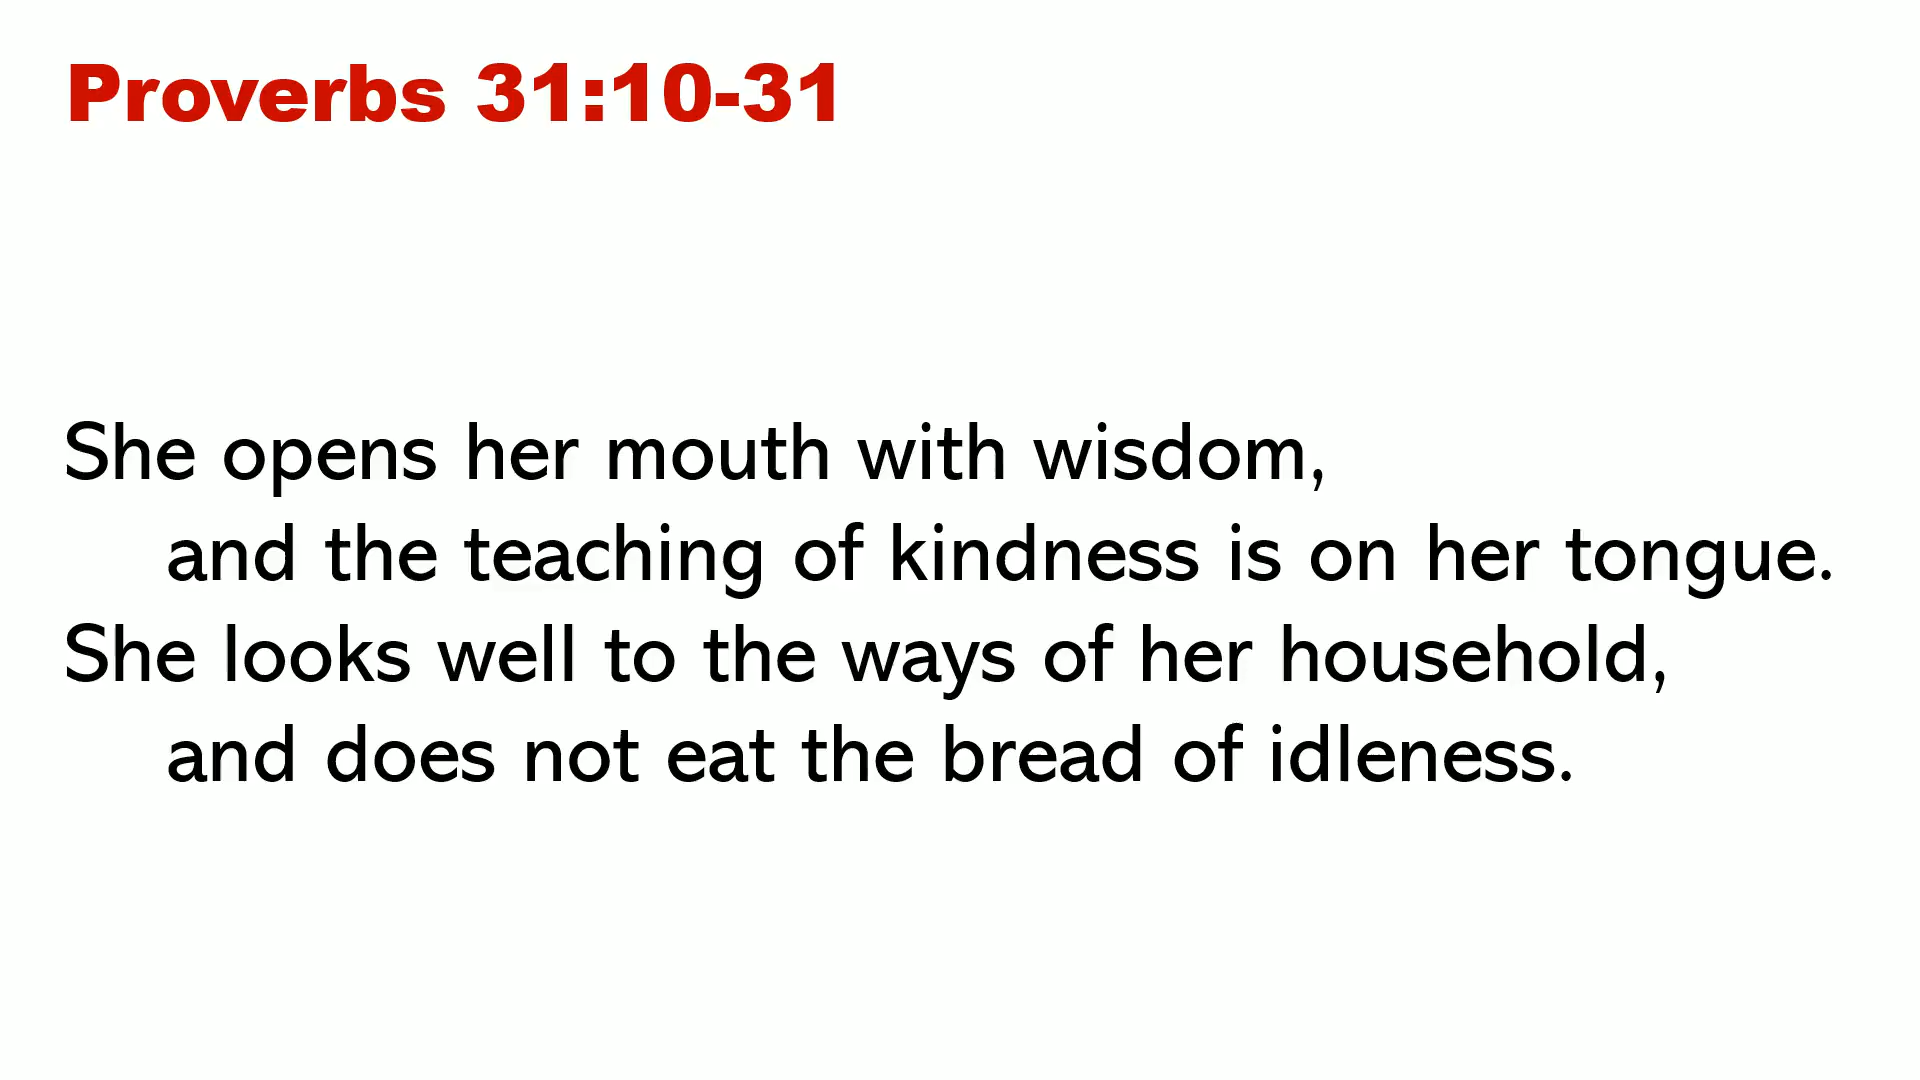 Proverbs 31:10-31
She opens her mouth with wisdom,
and the teaching of kindness is on her tongue.
She looks well to the ways of her household,
and does not eat the bread of idleness.